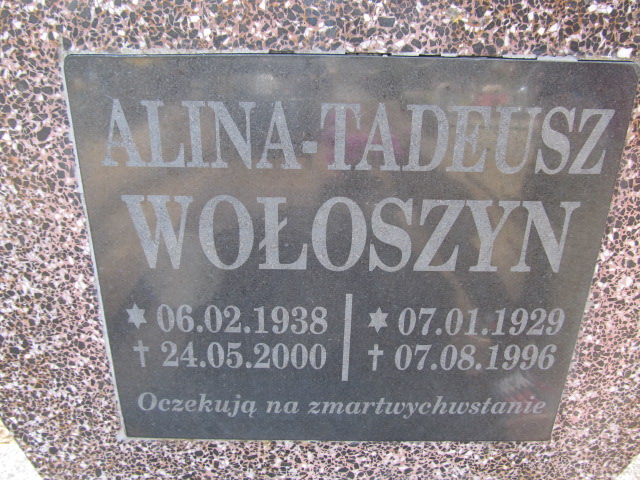 ALINA-TADEUSZ
WOŁOSZYN
✶ 06.02.1938 | ✶ 07.01.1929
† 24.05.2000 | † 07.08.1996
Oczekują na zmartwychwstanie